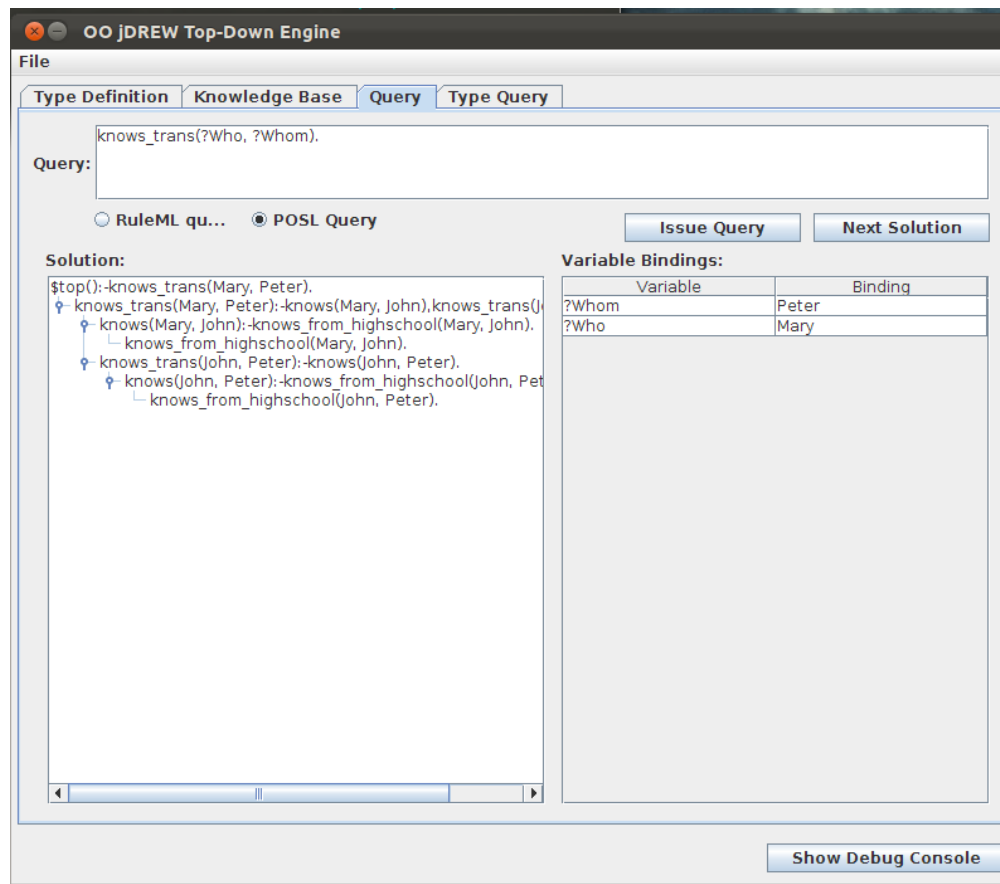 OO jDREW Top-Down Engine
File
Type Definition Knowledge Base Query Type Query
knows_trans(?Who, ?Whom).
Query:
RuleML qu... POSL Query
Issue Query Next Solution
Solution: Variable Bindings:
$top():-knows_trans(Mary, Peter).
knows_trans(Mary, Peter):-knows(Mary, John),knows_trans(J
knows(Mary, John):-knows_from_highschool(Mary, John).
knows_from_highschool(Mary, John).
knows_trans(John, Peter):-knows(John, Peter).
knows(John, Peter):-knows_from_highschool(John, Pet
knows_from_highschool(John, Peter).
Variable Binding
?Whom Peter
?Who Mary
Show Debug Console